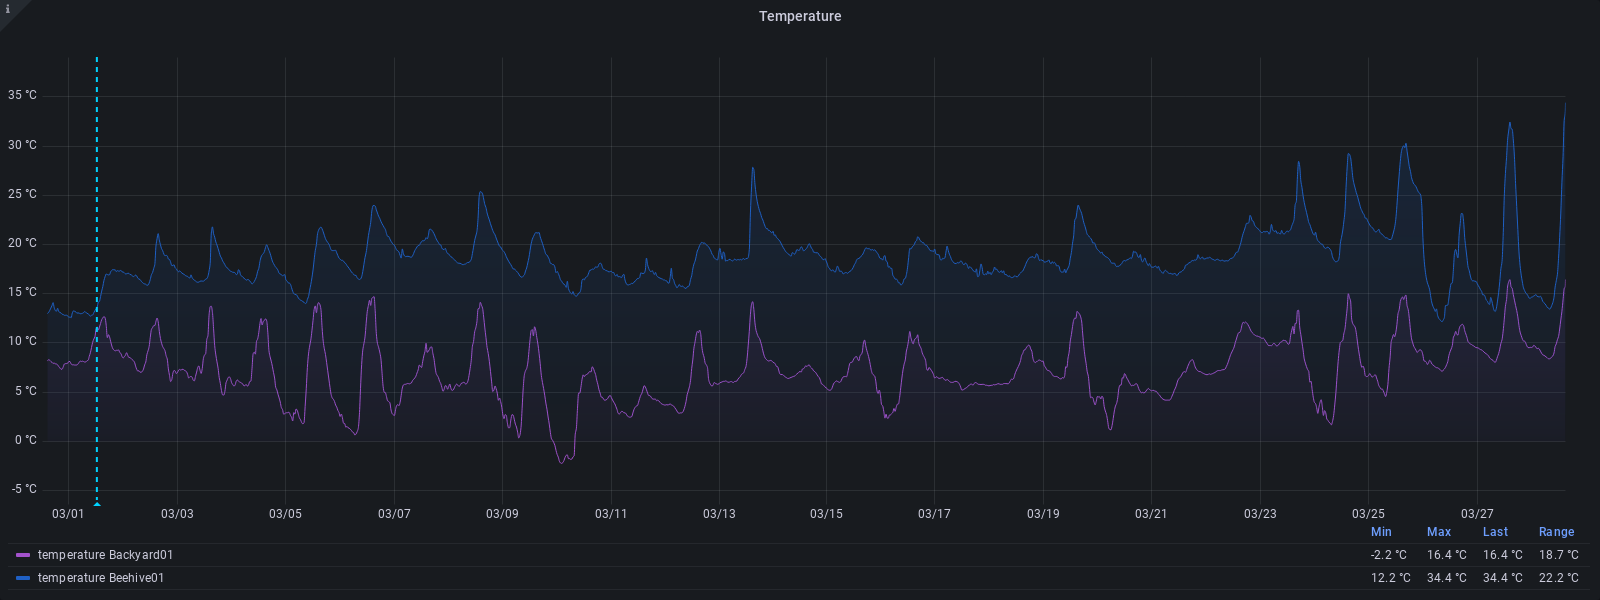 i
Temperature
35 °C
30 °C
25 °C
20 °C
15 °C
10 °C
5 °C
0 °C
-5 °C
03/01 03/03 03/05 03/07 03/09 03/11 03/13 03/15 03/17 03/19 03/21 03/23 03/25 03/27
Min Max Last Range
temperature Backyard01 -2.2 °C 16.4 °C 16.4 °C 18.7 °C
temperature Beehive01 12.2 °C 34.4 °C 34.4 °C 22.2 °C